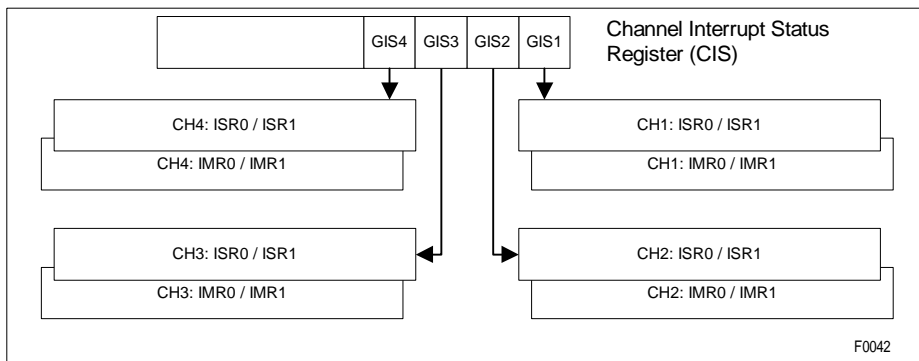 GIS4 GIS3 GIS2 GIS1
Channel Interrupt Status
Register (CIS)
CH4: ISR0 / ISR1
CH4: IMR0 / IMR1
CH1: ISR0 / ISR1
CH1: IMR0 / IMR1
CH3: ISR0 / ISR1
CH3: IMR0 / IMR1
CH2: ISR0 / ISR1
CH2: IMR0 / IMR1
F0042